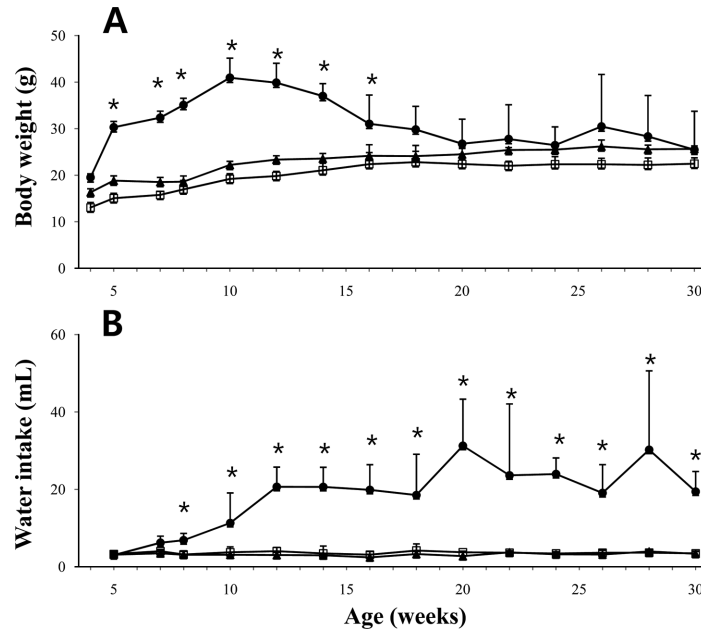 A
Body weight (g)
50
40
30
20
10
0
* * * * * * * *
5 10 15 20 25 30
B
Water intake (mL)
60
40
20
0
* * * * * * * * * * * *
5 10 15 20 25 30
Age (weeks)